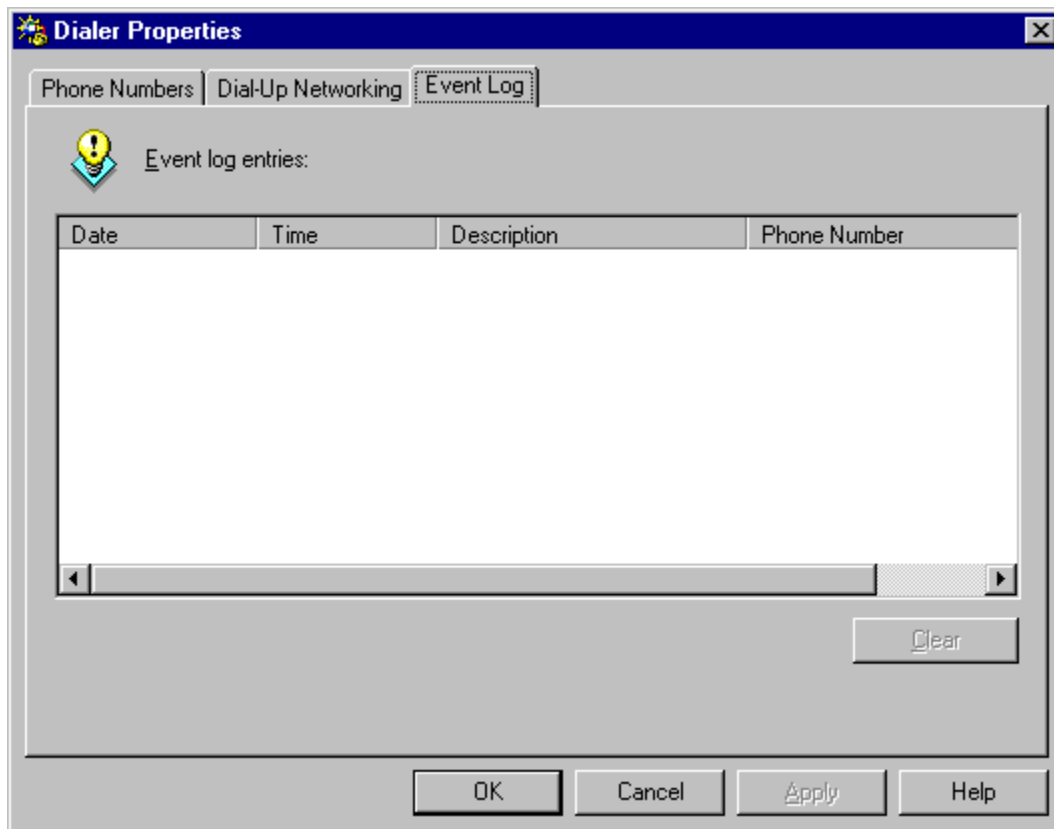 Dialer Properties
Phone Numbers Dial-Up Networking Event Log
Event log entries:
Date Time Description Phone Number
Clear
OK Cancel Apply Help